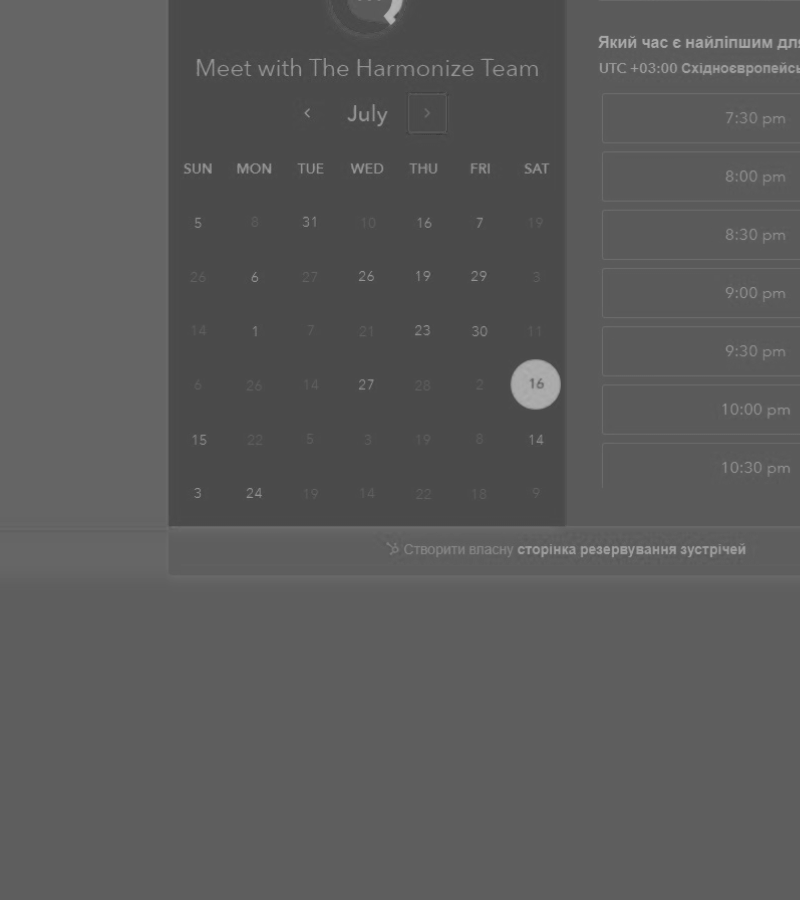 Meet with The Harmonize Team
July
SUN MON TUE WED THU FRI SAT
5 8 31 10 16 7 19
26 6 27 26 19 29 3
14 1 7 21 23 30 11
6 26 14 27 28 2 16
15 22 5 3 19 8 14
3 24 19 14 22 18 9
Який час є найліпшим
UTC +03:00
7:30 pm
8:00 pm
8:30 pm
9:00 pm
9:30 pm
10:00 pm
10:30 pm
Створити власну сторінка резервування зустрічей